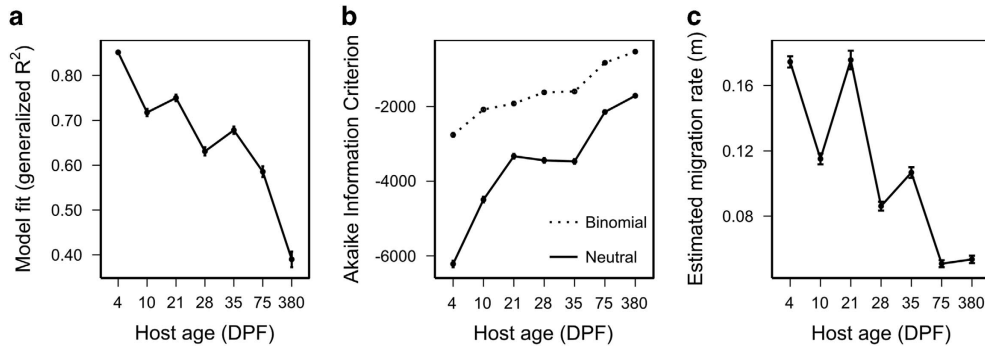 a
Model fit (generalized R²)
0.80
0.70
0.60
0.50
0.40
4 10 21 28 35 75 380
Host age (DPF)
b
Akaike Information Criterion
-2000
-4000
-6000
Binomial
Neutral
4 10 21 28 35 75 380
Host age (DPF)
c
Estimated migration rate (m)
0.16
0.12
0.08
4 10 21 28 35 75 380
Host age (DPF)